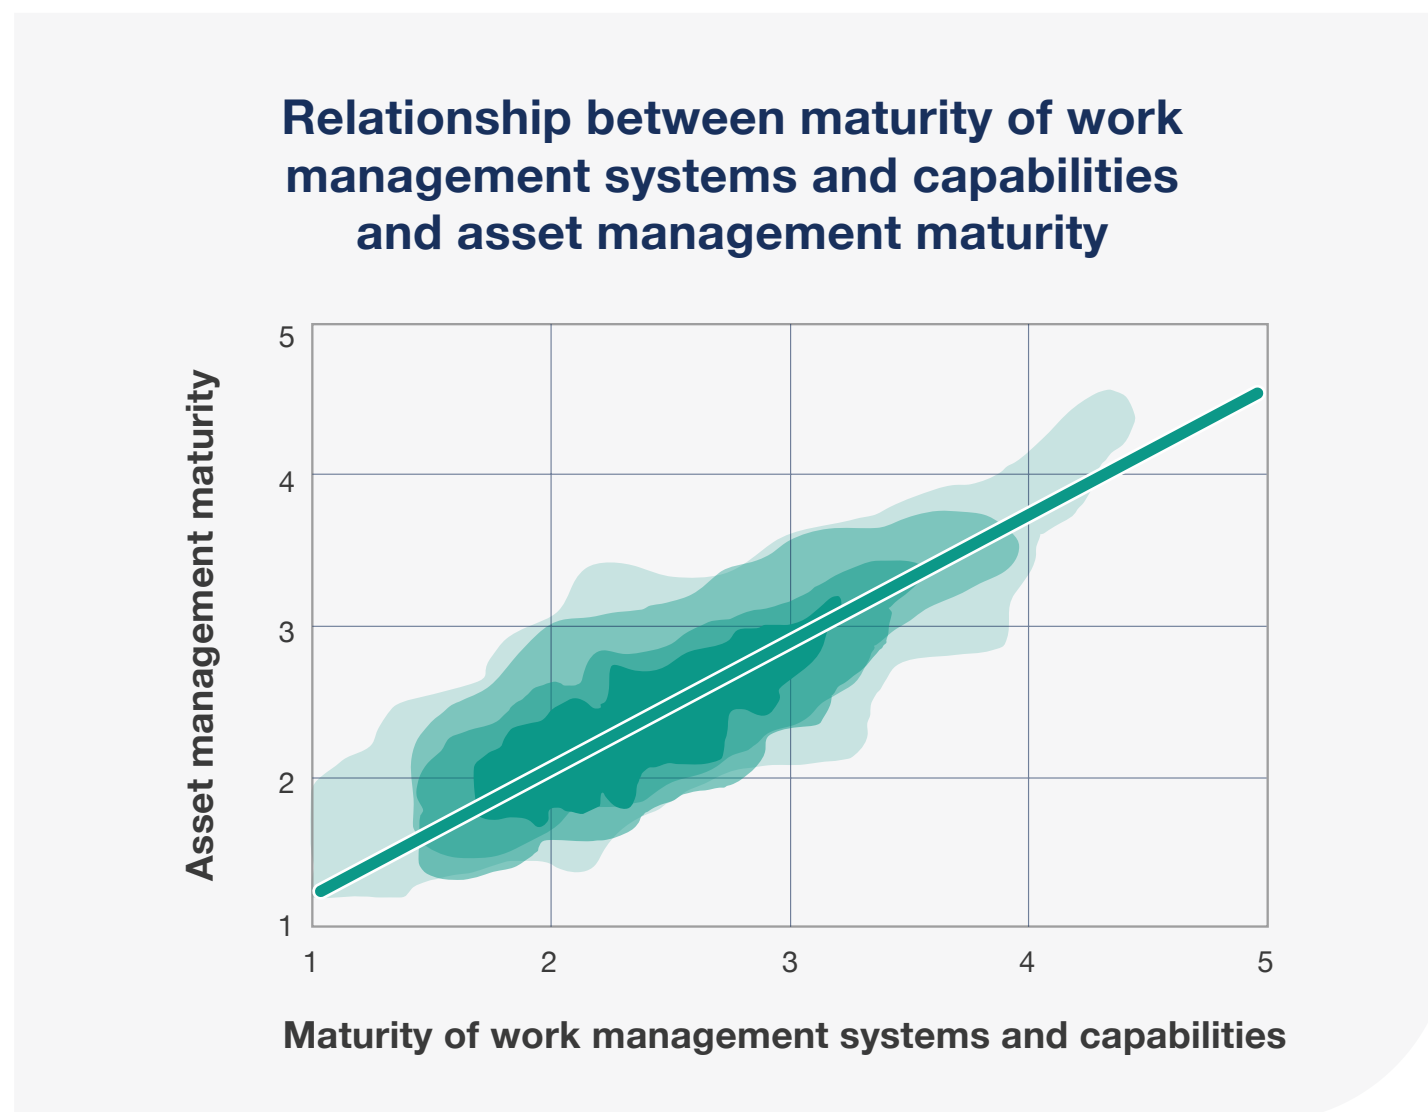 Relationship between maturity of work
management systems and capabilities
and asset management maturity
Asset management maturity
5
4
3
2
1
1 2 3 4 5
Maturity of work management systems and capabilities